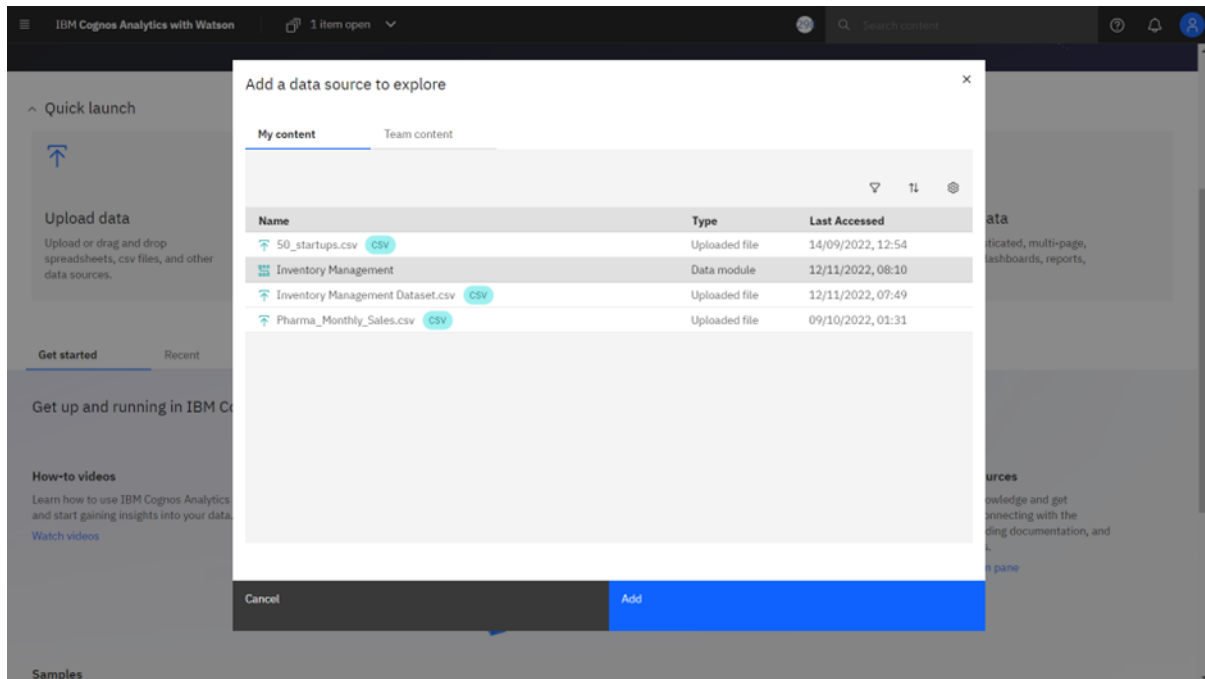 IBM Cognos Analytics with Watson
1 item open
29
Search content
Add a data source to explore
My content
Team content
Name Type Last Accessed
50_startups.csv CSV Uploaded file 14/09/2022, 12:54
Inventory Management Data module 12/11/2022, 08:10
Inventory Management Dataset.csv CSV Uploaded file 12/11/2022, 07:49
Pharma_Monthly_Sales.csv CSV Uploaded file 09/10/2022, 01:31
Cancel
Add
Quick launch
Upload data
Upload or drag and drop
spreadsheets, csv files, and other
data sources.
ata
sticated, multi-page,
dashboards, reports,
Get started
Recent
Get up and running in IBM Co
How-to videos
Learn how to use IBM Cognos Analytics
and start gaining insights into your data.
Watch videos
urces
owledge and get
onnecting with the
ding documentation, and
n pane
Samples